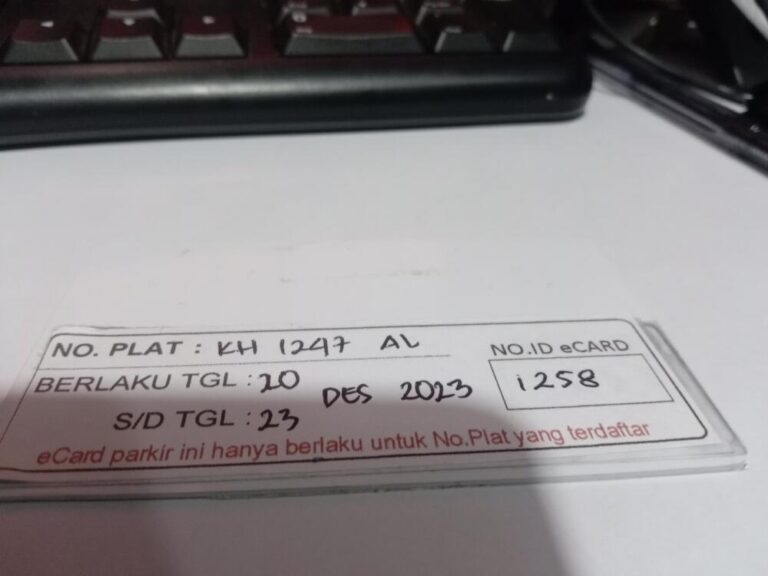 NO. PLAT : KH 1247 AL
NO.ID eCARD
BERLAKU TGL : 20 DES 2023
i258
S/D TGL : 23
eCard parkir ini hanya berlaku untuk No.Plat yang terdaftar